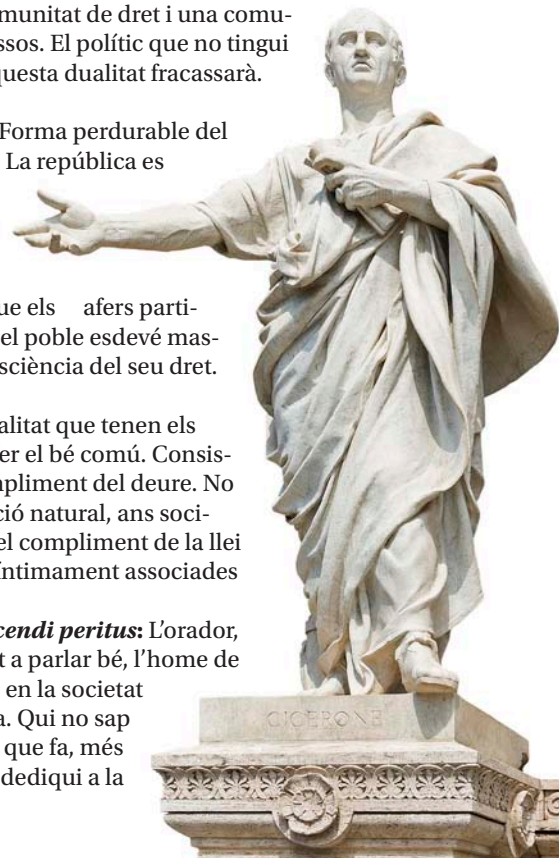 munitat de dret i una comu-
ssos. El polític que no tingui
questa dualitat fracassarà.
Forma perdurable del
La república es
ue els afers parti-
el poble esdevé mas-
sciència del seu dret.
alitat que tenen els
er el bé comú. Consis-
mpliment del deure. No
ció natural, ans soci-
el compliment de la llei
íntimament associades
cendi peritus: L’orador,
t a parlar bé, l’home de
en la societat
a. Qui no sap
que fa, més
dediqui a la
CICERONE